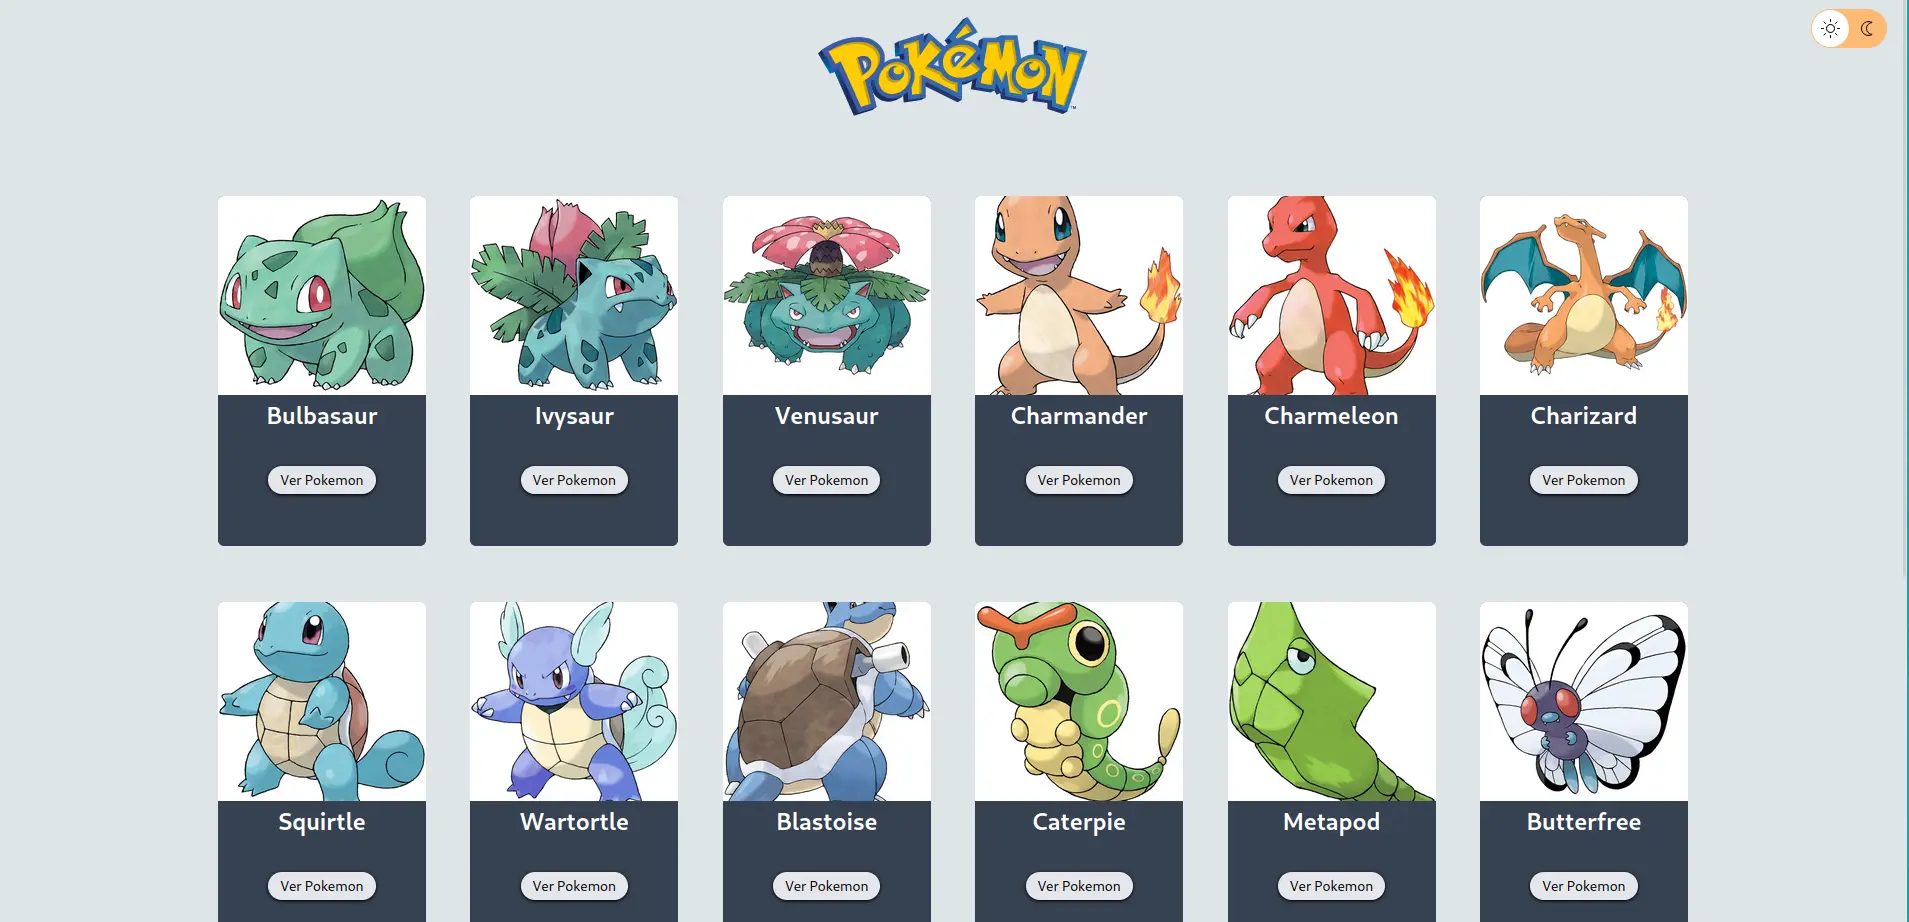 POKéMON
TM
Bulbasaur
Ivysaur
Venusaur
Charmander
Charmeleon
Charizard
Ver Pokemon
Ver Pokemon
Ver Pokemon
Ver Pokemon
Ver Pokemon
Ver Pokemon
Squirtle
Wartortle
Blastoise
Caterpie
Metapod
Butterfree
Ver Pokemon
Ver Pokemon
Ver Pokemon
Ver Pokemon
Ver Pokemon
Ver Pokemon